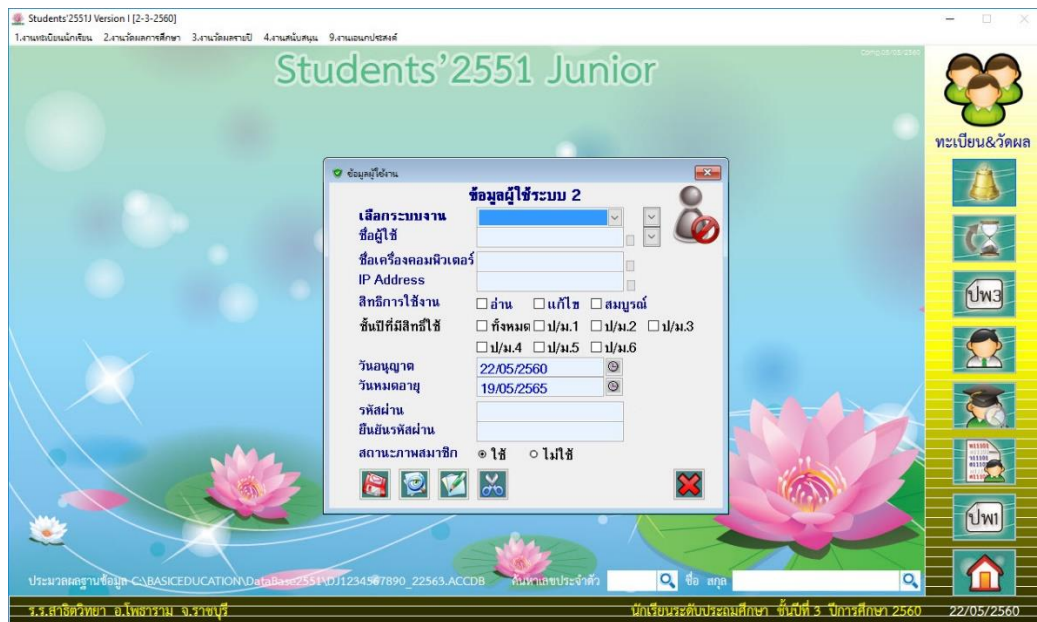 Students'2551J Version I [2-3-2560]
1.งานทะเบียนนักเรียน 2.งานวัดผลการศึกษา 3.งานวัดผลรายปี 4.งานสนับสนุน 9.งานเอนกประสงค์
Students'2551 Junior
ทะเบียน&วัดผล
ข้อมูลผู้ใช้งาน
ข้อมูลผู้ใช้ระบบ 2
เลือกระบบงาน
ชื่อผู้ใช้
ชื่อเครื่องคอมพิวเตอร์
IP Address
สิทธิการใช้งาน อ่าน แก้ไข สมบูรณ์
ชั้นปีที่มีสิทธิ์ใช้ ทั้งหมด ป/ม.1 ป/ม.2 ป/ม.3
ป/ม.4 ป/ม.5 ป/ม.6
วันอนุญาต 22/05/2560
วันหมดอายุ 19/05/2565
รหัสผ่าน
ยืนยันรหัสผ่าน
สถานะภาพสมาชิก ใช้ ไม่ใช้
ปพ3
ปพ1
ประมวลผลฐานข้อมูล C:\BASICEDUCATION\DataBase2551\DJ1234567890_22563.ACCDB ค้นหาเลขประจำตัว ชื่อ สกุล
ร.ร.สาธิตวิทยา อ.โพธาราม จ.ราชบุรี นักเรียนระดับประถมศึกษา ชั้นปีที่ 3 ปีการศึกษา 2560 22/05/2560